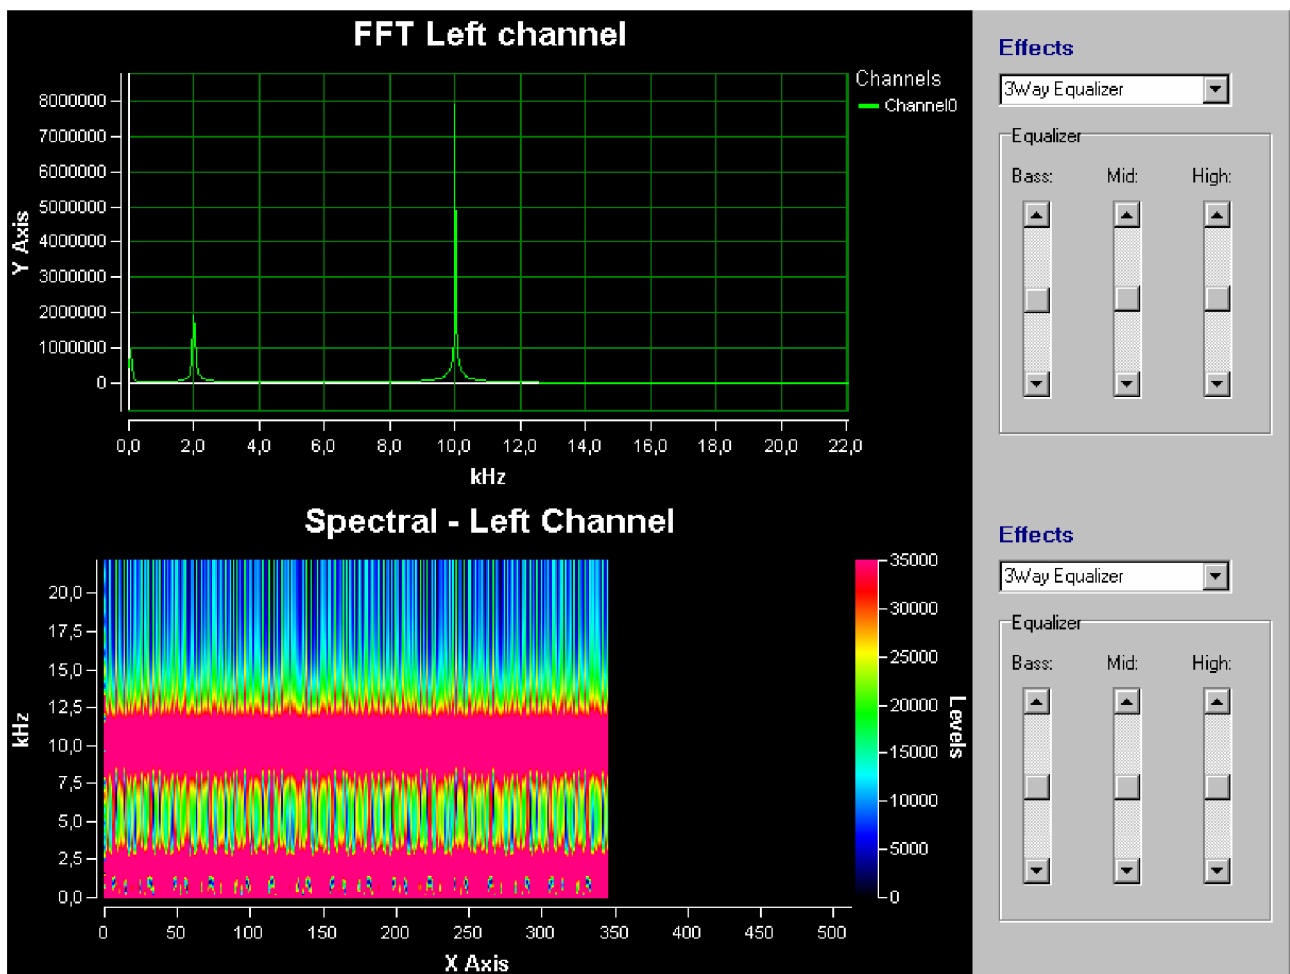 FFT Left channel
Channels
Channel0
8000000
7000000
6000000
5000000
4000000
3000000
2000000
1000000
0
Y Axis
0,0 2,0 4,0 6,0 8,0 10,0 12,0 14,0 16,0 18,0 20,0 22,0
kHz
Effects
3Way Equalizer
Equalizer
Bass: Mid: High:
Spectral - Left Channel
20,0
17,5
15,0
12,5
10,0
7,5
5,0
2,5
0,0
kHz
0 50 100 150 200 250 300 350 400 450 500
X Axis
35000
30000
25000
20000
15000
10000
5000
0
Levels
Effects
3Way Equalizer
Equalizer
Bass: Mid: High: